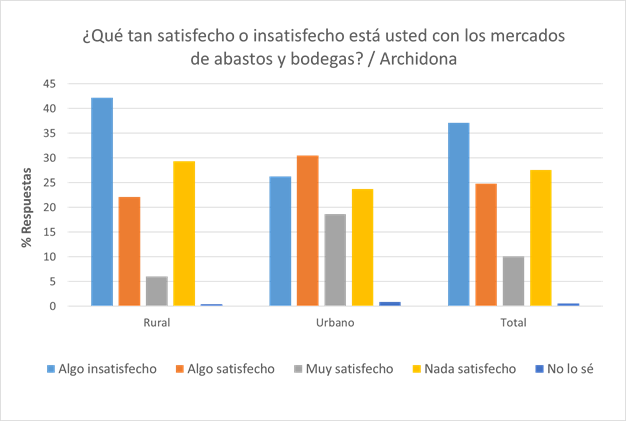 ¿Qué tan satisfecho o insatisfecho está usted con los mercados
de abastos y bodegas? / Archidona
% Respuestas
45
40
35
30
25
20
15
10
5
0
Rural Urbano Total
Algo insatisfecho Algo satisfecho Muy satisfecho Nada satisfecho No lo sé